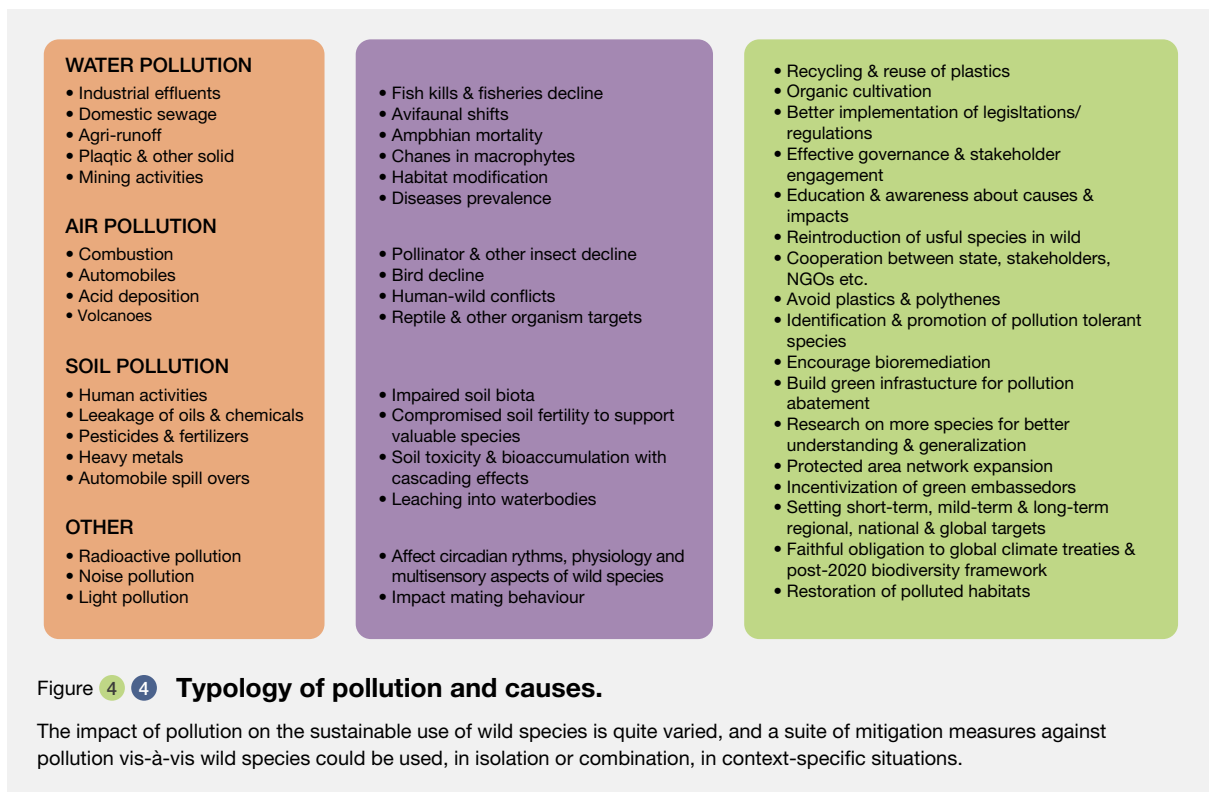 WATER POLLUTION
• Industrial effluents
• Domestic sewage
• Agri-runoff
• Plaqtic & other solid
• Mining activities
AIR POLLUTION
• Combustion
• Automobiles
• Acid deposition
• Volcanoes
SOIL POLLUTION
• Human activities
• Leeakage of oils & chemicals
• Pesticides & fertilizers
• Heavy metals
• Automobile spill overs
OTHER
• Radioactive pollution
• Noise pollution
• Light pollution
• Fish kills & fisheries decline
• Avifaunal shifts
• Ampbhian mortality
• Chanes in macrophytes
• Habitat modification
• Diseases prevalence
• Pollinator & other insect decline
• Bird decline
• Human-wild conflicts
• Reptile & other organism targets
• Impaired soil biota
• Compromised soil fertility to support
valuable species
• Soil toxicity & bioaccumulation with
cascading effects
• Leaching into waterbodies
• Affect circadian rythms, physiology and
multisensory aspects of wild species
• Impact mating behaviour
• Recycling & reuse of plastics
• Organic cultivation
• Better implementation of legisltations/
regulations
• Effective governance & stakeholder
engagement
• Education & awareness about causes &
impacts
• Reintroduction of usful species in wild
• Cooperation between state, stakeholders,
NGOs etc.
• Avoid plastics & polythenes
• Identification & promotion of pollution tolerant
species
• Encourage bioremediation
• Build green infrastucture for pollution
abatement
• Research on more species for better
understanding & generalization
• Protected area network expansion
• Incentivization of green embassedors
• Setting short-term, mild-term & long-term
regional, national & global targets
• Faithful obligation to global climate treaties &
post-2020 biodiversity framework
• Restoration of polluted habitats
Figure 4 4 Typology of pollution and causes.
The impact of pollution on the sustainable use of wild species is quite varied, and a suite of mitigation measures against
pollution vis-à-vis wild species could be used, in isolation or combination, in context-specific situations.